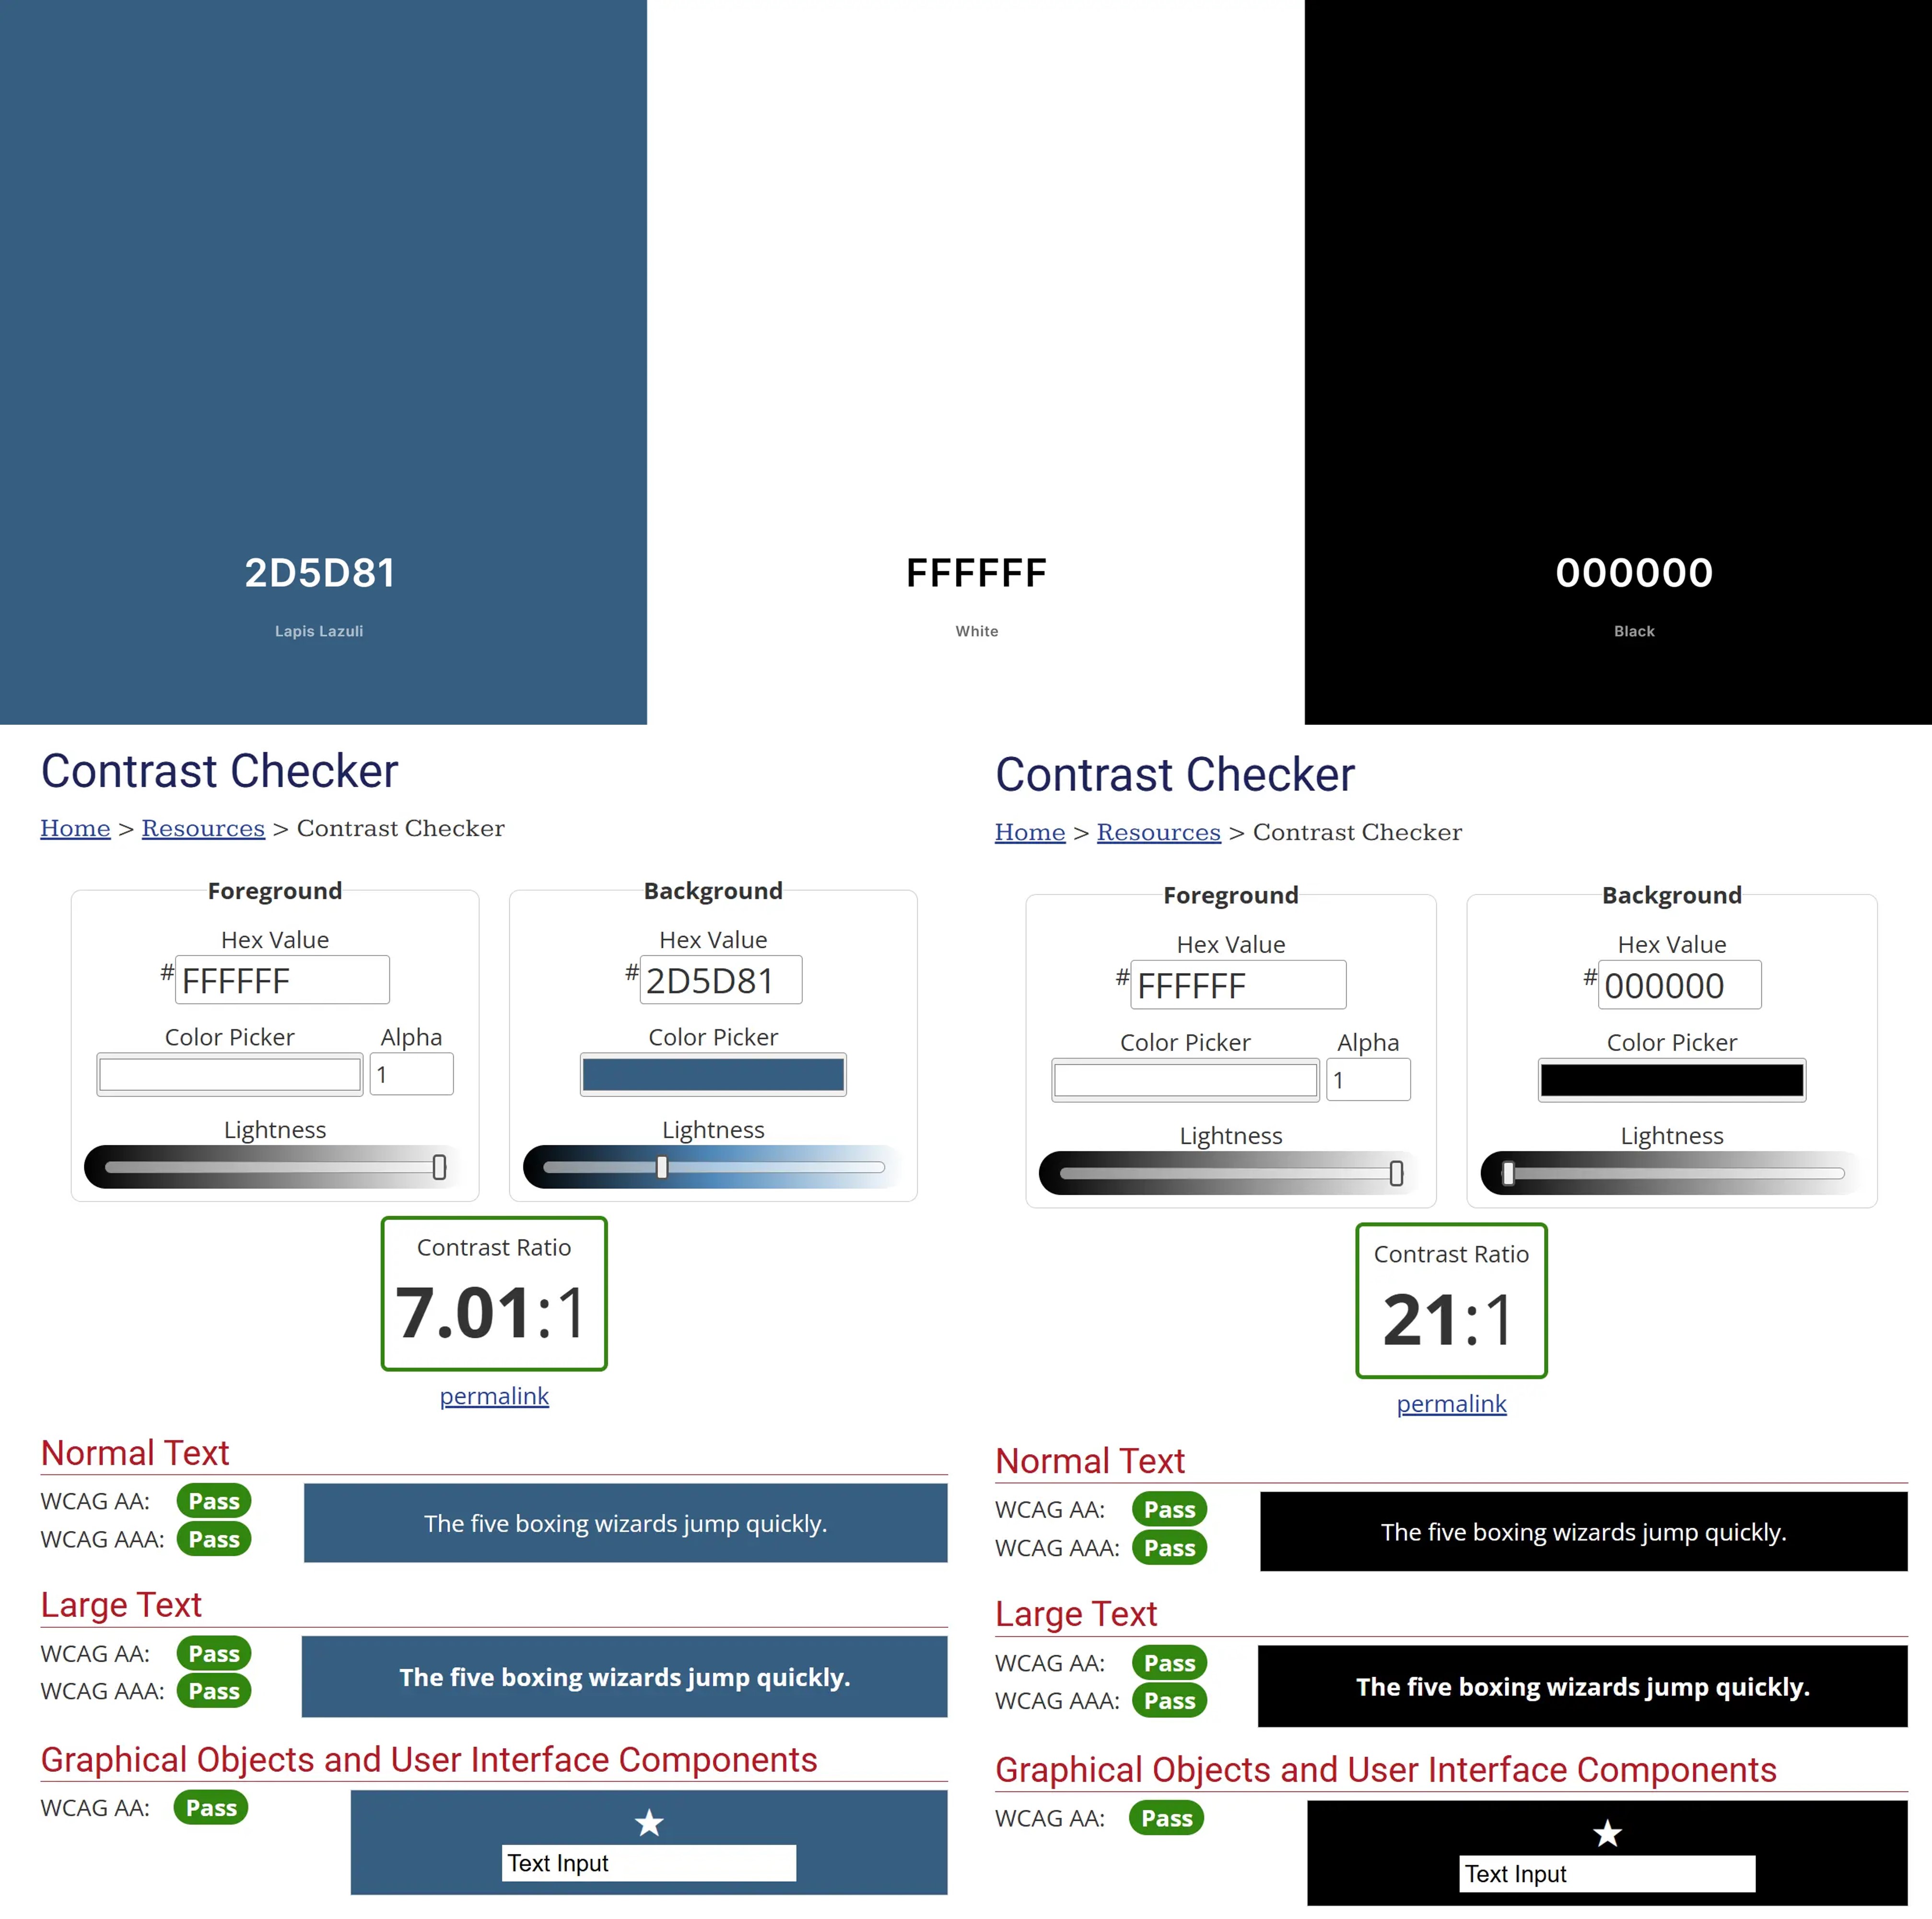 2D5D81
Lapis Lazuli
FFFFFF
White
000000
Black
Contrast Checker
Home > Resources > Contrast Checker
Foreground
Hex Value
# FFFFFF
Color Picker
Alpha
1
Lightness
Background
Hex Value
# 2D5D81
Color Picker
Lightness
Contrast Ratio
7.01:1
permalink
Normal Text
WCAG AA: Pass
WCAG AAA: Pass
The five boxing wizards jump quickly.
Large Text
WCAG AA: Pass
WCAG AAA: Pass
The five boxing wizards jump quickly.
Graphical Objects and User Interface Components
WCAG AA: Pass
Text Input
Contrast Checker
Home > Resources > Contrast Checker
Foreground
Hex Value
# FFFFFF
Color Picker
Alpha
1
Lightness
Background
Hex Value
# 000000
Color Picker
Lightness
Contrast Ratio
21:1
permalink
Normal Text
WCAG AA: Pass
WCAG AAA: Pass
The five boxing wizards jump quickly.
Large Text
WCAG AA: Pass
WCAG AAA: Pass
The five boxing wizards jump quickly.
Graphical Objects and User Interface Components
WCAG AA: Pass
Text Input